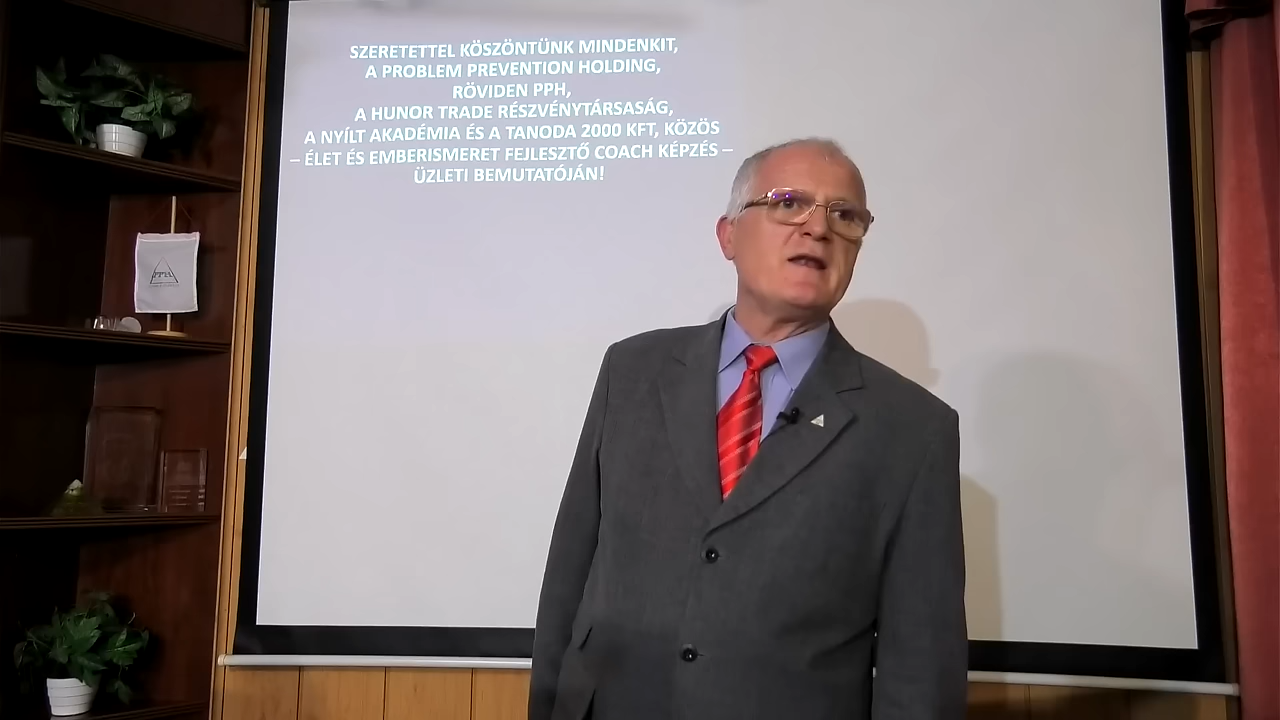 SZERETETTEL KÖSZÖNTÜNK MINDENKIT,
A PROBLEM PREVENTION HOLDING,
RÖVIDEN PPH,
A HUNOR TRADE RÉSZVÉNYTÁRSASÁG,
A NYÍLT AKADÉMIA ÉS A TANODA 2000 KFT, KÖZÖS
– ÉLET ÉS EMBERISMERET FEJLESZTŐ COACH KÉPZÉS –
ÜZLETI BEMUTATÓJÁN!